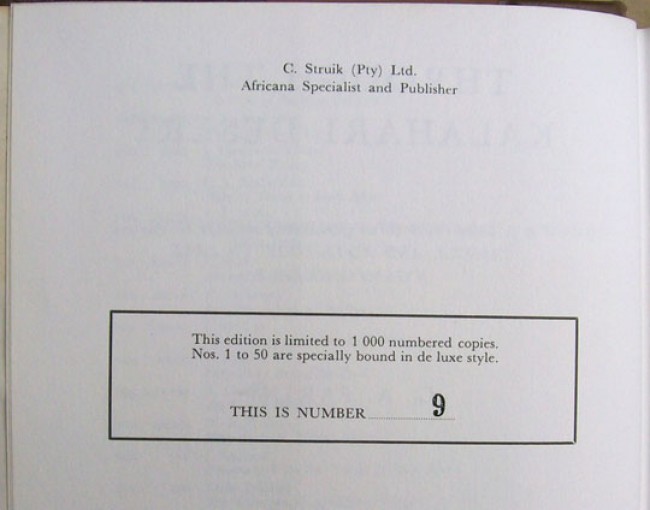 C. Struik (Pty) Ltd.
Africana Specialist and Publisher
This edition is limited to 1 000 numbered copies.
Nos. 1 to 50 are specially bound in de luxe style.
THIS IS NUMBER 9